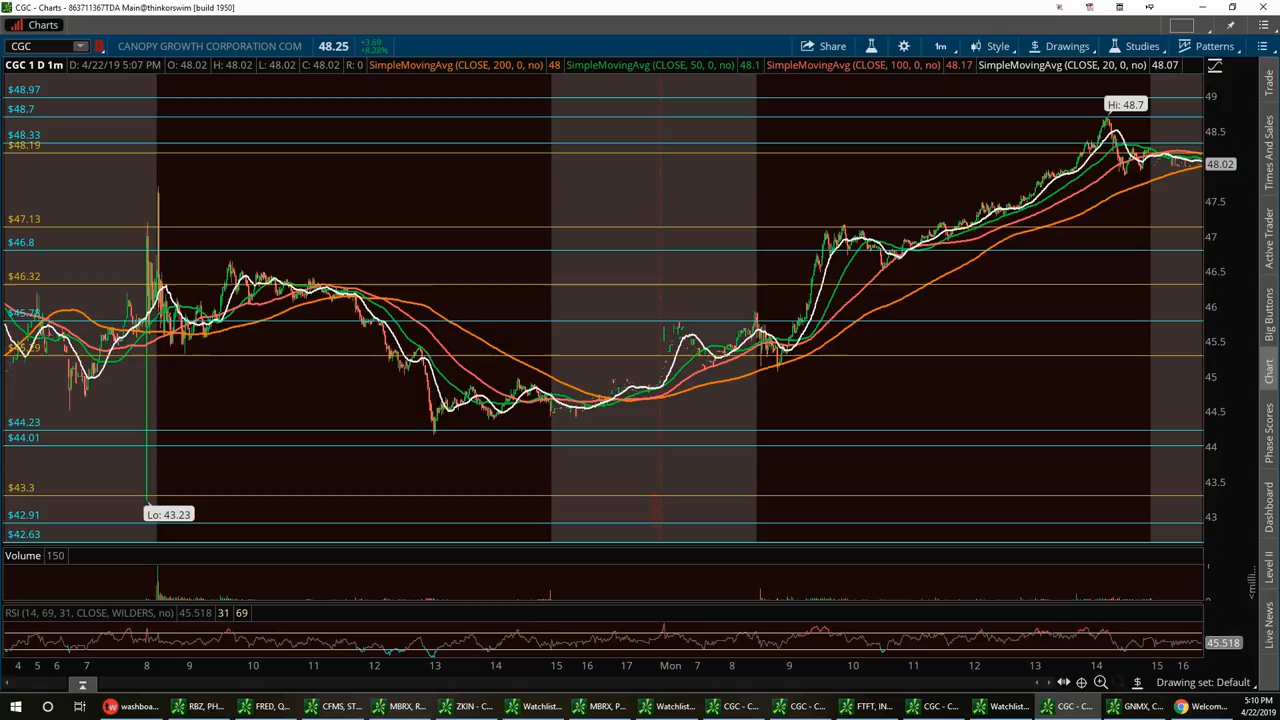 CGC - Charts - 863711367TDA Main@thinkorswim [build 1950]
Charts
CGC CANOPY GROWTH CORPORATION COM 48.25 +3.69 +8.28% Share 1m Style Drawings Studies Patterns
CGC 1 D 1m D: 4/22/19 5:07 PM O: 48.02 H: 48.02 L: 48.02 C: 48.02 R: 0 SimpleMovingAvg (CLOSE, 200, 0, no) 48 SimpleMovingAvg (CLOSE, 50, 0, no) 48.1 SimpleMovingAvg (CLOSE, 100, 0, no) 48.17 SimpleMovingAvg (CLOSE, 20, 0, no) 48.07
$48.97
$48.7
$48.33
$48.19
$47.13
$46.8
$46.32
$44.23
$44.01
$43.3
$42.91
$42.63
Hi: 48.7
Lo: 43.23
49
48.5
48.02
47.5
47
46.5
46
45.5
45
44.5
44
43.5
43
Volume 150
RSI (14, 69, 31, CLOSE, WILDERS, no) 45.518 31 69
45.518
4 5 6 7 8 9 10 11 12 13 14 15 16 17 Mon 7 8 9 10 11 12 13 14 15 16
Drawing set: Default
Trade
Times And Sales
Active Trader
Big Buttons
Chart
Phase Scores
Dashboard
Level II
Live News
<milli...
washboa... RBZ, PH... FRED, Q... CFMS, ST... MBRX, R... ZKIN - C... Watchlist... MBRX, P... Watchlist... CGC - C... CGC - C... FTFT, IN... CGC - C... Watchlist... CGC - C... GNMX, C... Welcom...
5:10 PM
4/22/2019